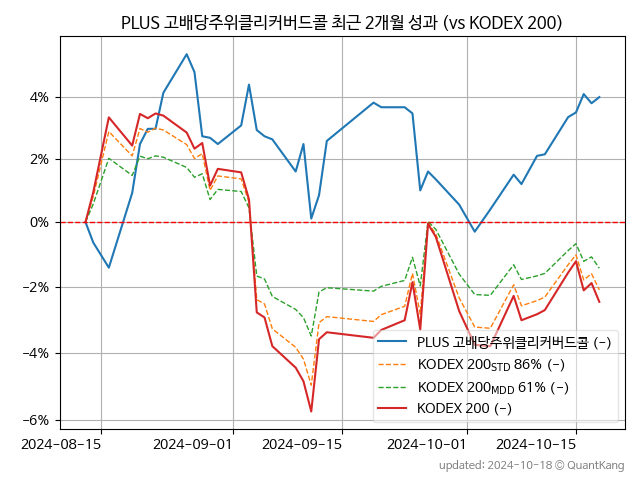 PLUS 고배당주위클리커버드콜 최근 2개월 성과 (vs KODEX 200)
4%
2%
0%
−2%
−4%
−6%
PLUS 고배당주위클리커버드콜 (-)
KODEX 200STD 86% (-)
KODEX 200MDD 61% (-)
KODEX 200 (-)
2024-08-15
2024-09-01
2024-09-15
2024-10-01
2024-10-15
updated: 2024-10-18 © QuantKang